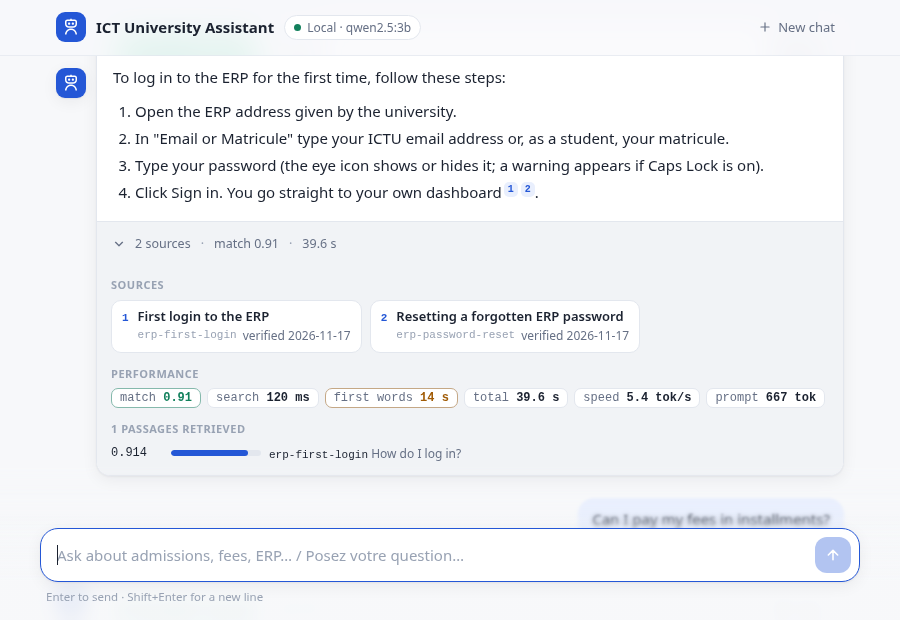 ICT University Assistant
Local · qwen2.5:3b
New chat
To log in to the ERP for the first time, follow these steps:
1. Open the ERP address given by the university.
2. In "Email or Matricule" type your ICTU email address or, as a student, your matricule.
3. Type your password (the eye icon shows or hides it; a warning appears if Caps Lock is on).
4. Click Sign in. You go straight to your own dashboard 1 2.
2 sources · match 0.91 · 39.6 s
SOURCES
1 First login to the ERP
erp-first-login verified 2026-11-17
2 Resetting a forgotten ERP password
erp-password-reset verified 2026-11-17
PERFORMANCE
match 0.91 search 120 ms first words 14 s total 39.6 s speed 5.4 tok/s prompt 667 tok
1 PASSAGES RETRIEVED
0.914 erp-first-login How do I log in?
Can I pay my fees in installments?
Ask about admissions, fees, ERP... / Posez votre question...
Enter to send · Shift+Enter for a new line